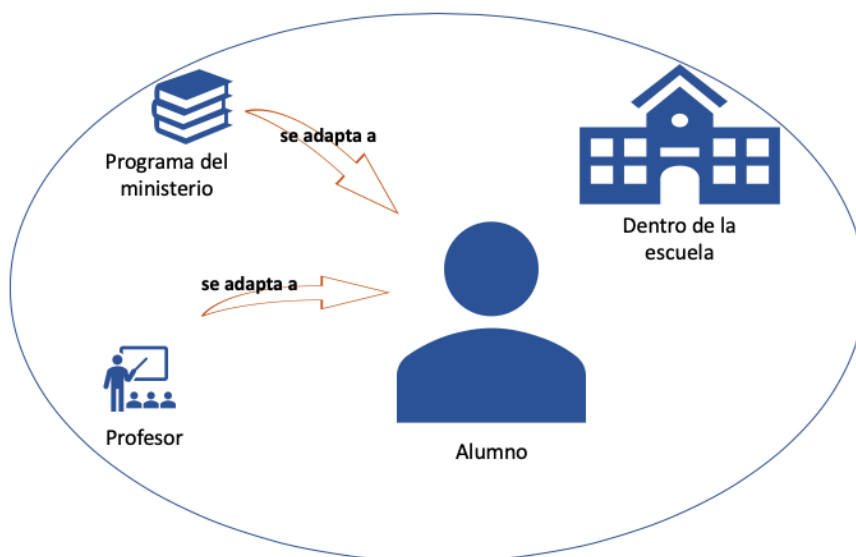 se adapta a
Programa del
ministerio
Dentro de la
escuela
se adapta a
Profesor
Alumno